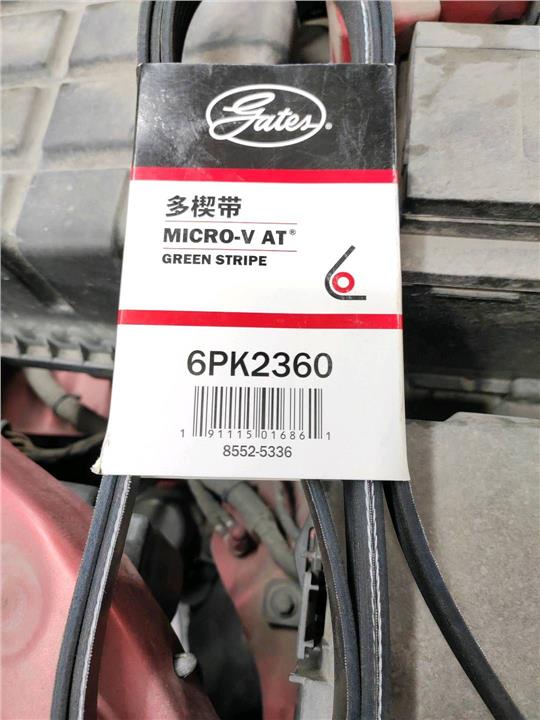 Gates®
多楔带
MICRO-V AT®
GREEN STRIPE
6PK2360
1 91115 01686 1
8552-5336